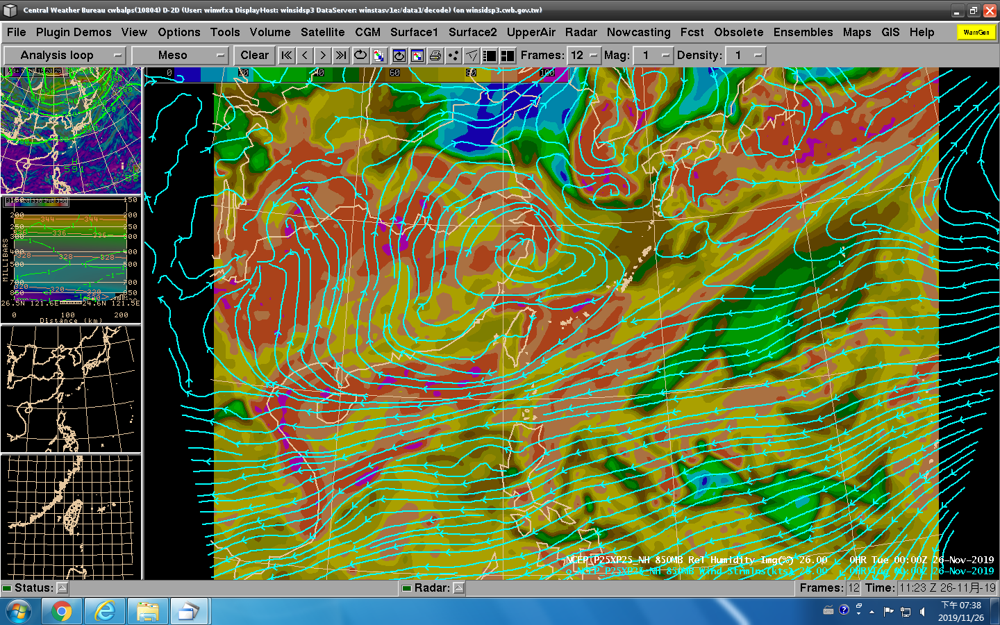 Central Weather Bureau cwbalps(10804) D-2D (User: winwfxa DisplayHost: winsidsp3 DataServer: winstasv1e:/data1/decode) (on winsidsp3.cwb.gov.tw)
File Plugin Demos View Options Tools Volume Satellite CGM Surface1 Surface2 UpperAir Radar Nowcasting Fcst Obsolete Ensembles Maps GIS Help WarnGen
Analysis loop Meso Clear Frames: 12 Mag: 1 Density: 1
0 20 40 60 80 100
H
591
150 150
200 200
250 250
300 300
400 400
500 500
700 700
850 850
MILLIBARS
344 344
336 336
328 328
320 320
26.5N 121.6E 24.6N 121.5E
0 100 200
Distance (km)
NCEP P25XP25_NH 850MB Rel Humidity Img(%) 26.00 0HR Tue 00:00Z 26-Nov-2019
NCEP P25XP25_NH 850MB Wind Strmlns(kts) 26.00 0HR Tue 00:00Z 26-Nov-2019
Status: Radar: Frames: 12 Time: 11:23 Z 26-11月-19
下午 07:38
2019/11/26